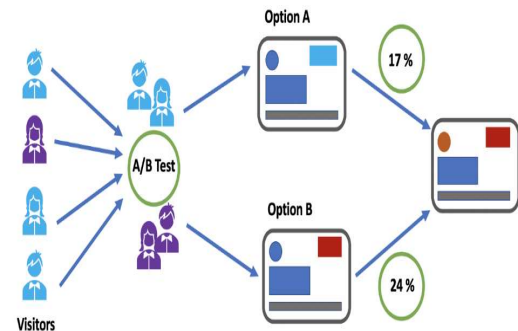 Option A
17 %
A/B Test
Option B
24 %
Visitors